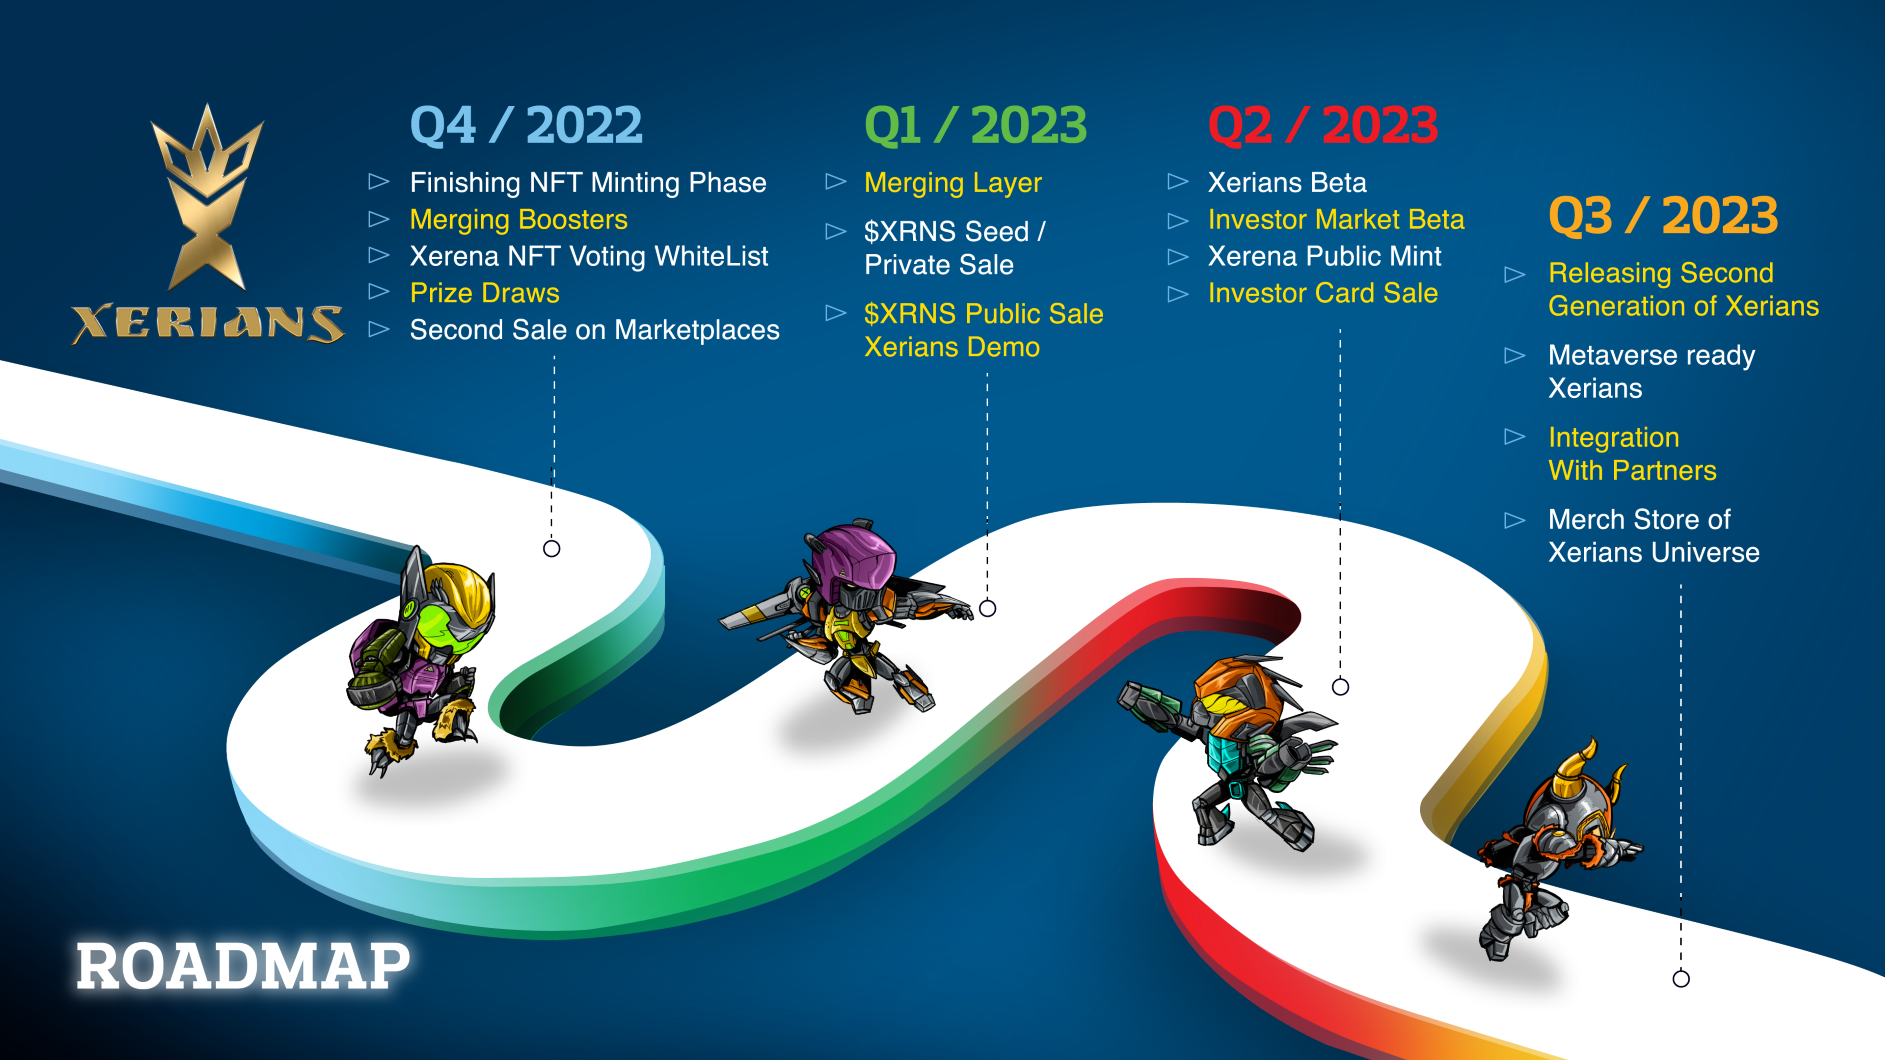 XERIANS
Q4 / 2022
Finishing NFT Minting Phase
Merging Boosters
Xerena NFT Voting WhiteList
Prize Draws
Second Sale on Marketplaces
Q1 / 2023
Merging Layer
$XRNS Seed /
Private Sale
$XRNS Public Sale
Xerians Demo
Q2 / 2023
Xerians Beta
Investor Market Beta
Xerena Public Mint
Investor Card Sale
Q3 / 2023
Releasing Second
Generation of Xerians
Metaverse ready
Xerians
Integration
With Partners
Merch Store of
Xerians Universe
ROADMAP